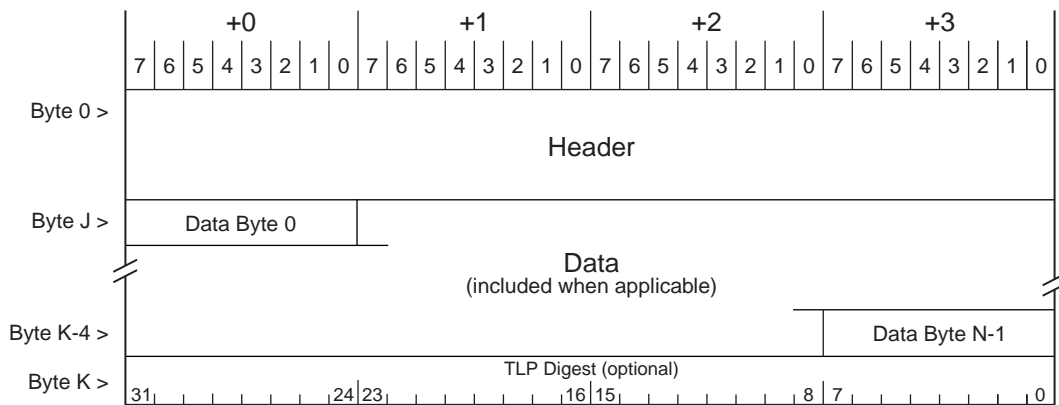 +0 +1 +2 +3
7 6 5 4 3 2 1 0 7 6 5 4 3 2 1 0 7 6 5 4 3 2 1 0 7 6 5 4 3 2 1 0
Byte 0 >
Header
Byte J > Data Byte 0
Data
(included when applicable)
Byte K-4 > Data Byte N-1
TLP Digest (optional)
Byte K >
31 24 23 16 15 8 7 0